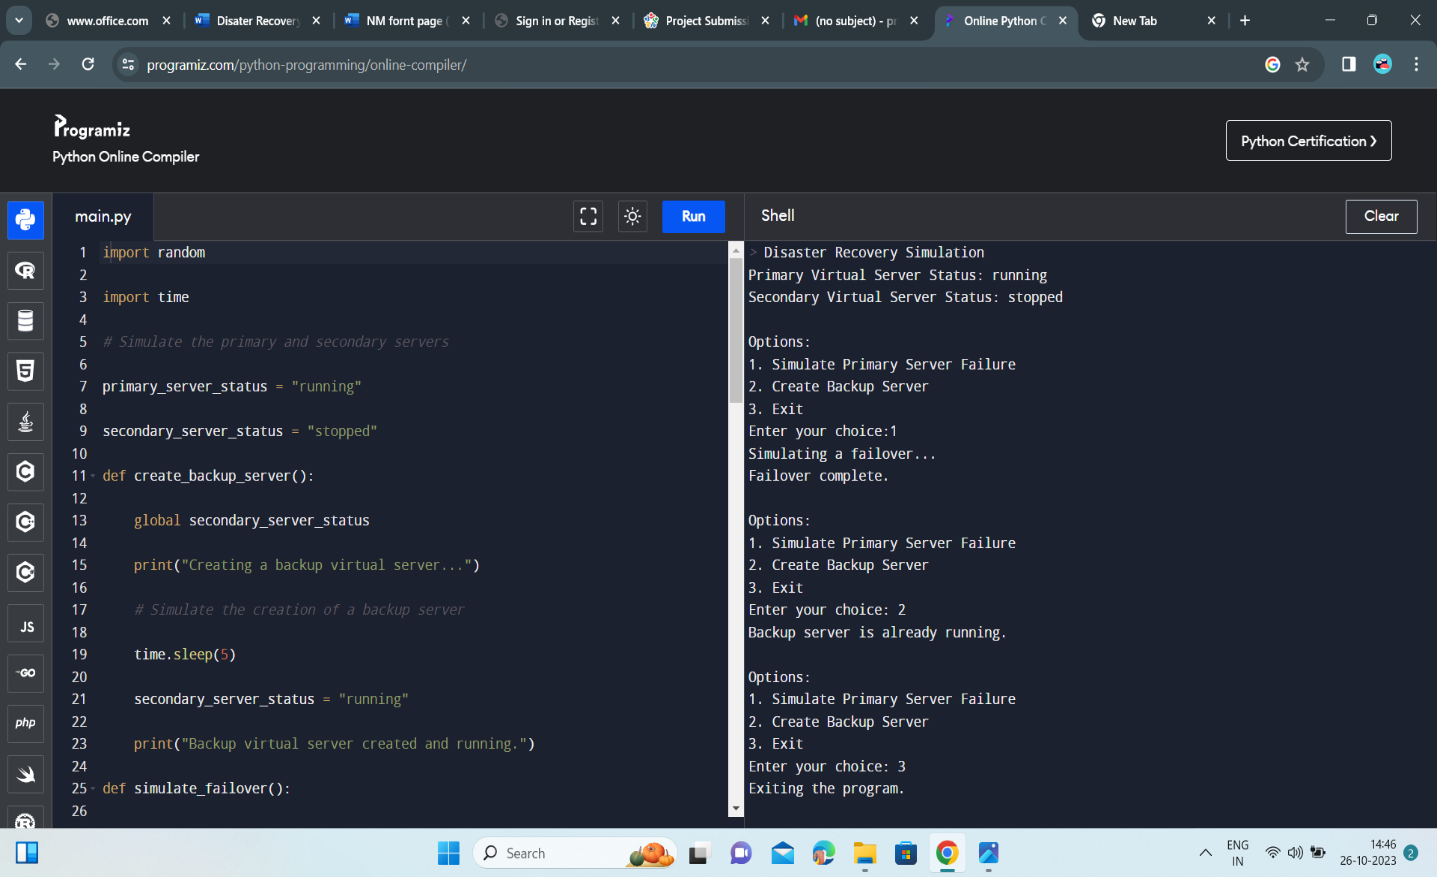 www.office.com
Disater Recovery
NM fornt page (
Sign in or Regist
Project Submiss
(no subject) - pr
Online Python C
New Tab
programiz.com/python-programming/online-compiler/
Programiz
Python Online Compiler
Python Certification ❯
main.py
Run
Shell
Clear
1 import random
2
3 import time
4
5 # Simulate the primary and secondary servers
6
7 primary_server_status = "running"
8
9 secondary_server_status = "stopped"
10
11 def create_backup_server():
12
13 global secondary_server_status
14
15 print("Creating a backup virtual server...")
16
17 # Simulate the creation of a backup server
18
19 time.sleep(5)
20
21 secondary_server_status = "running"
22
23 print("Backup virtual server created and running.")
24
25 def simulate_failover():
26
> Disaster Recovery Simulation
Primary Virtual Server Status: running
Secondary Virtual Server Status: stopped
Options:
1. Simulate Primary Server Failure
2. Create Backup Server
3. Exit
Enter your choice:1
Simulating a failover...
Failover complete.
Options:
1. Simulate Primary Server Failure
2. Create Backup Server
3. Exit
Enter your choice: 2
Backup server is already running.
Options:
1. Simulate Primary Server Failure
2. Create Backup Server
3. Exit
Enter your choice: 3
Exiting the program.
JS
GO
php
Search
ENG
IN
14:46
26-10-2023
2